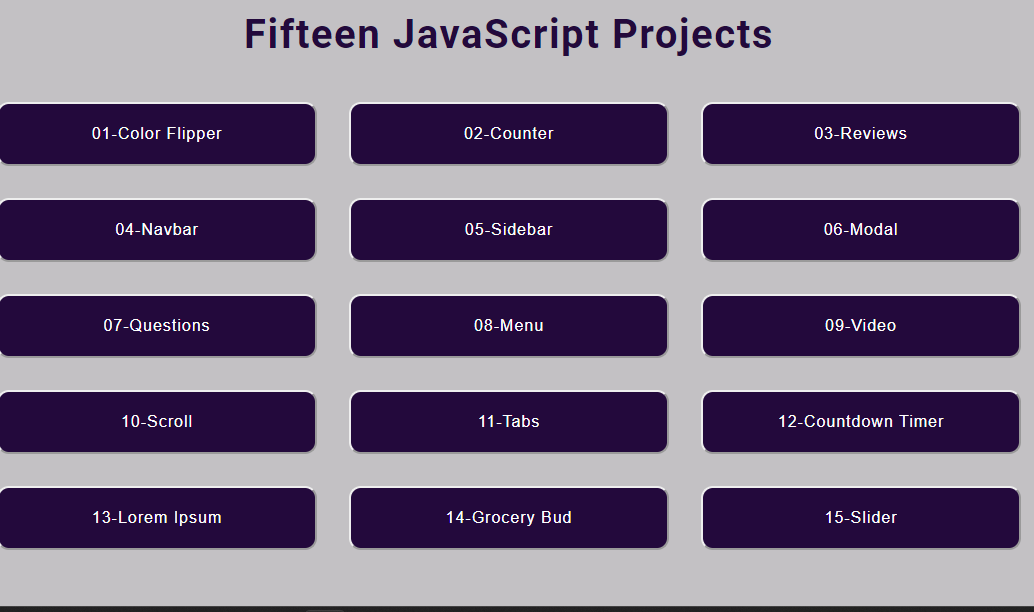 Fifteen JavaScript Projects
01-Color Flipper
02-Counter
03-Reviews
04-Navbar
05-Sidebar
06-Modal
07-Questions
08-Menu
09-Video
10-Scroll
11-Tabs
12-Countdown Timer
13-Lorem Ipsum
14-Grocery Bud
15-Slider